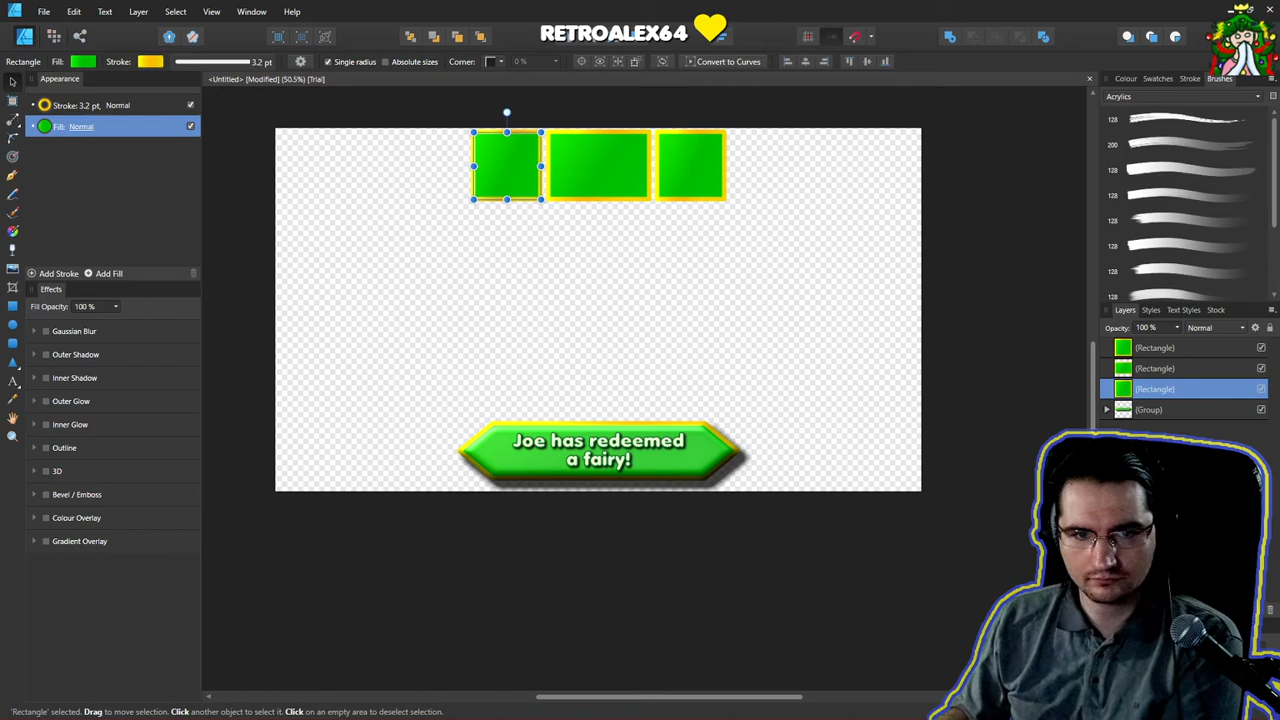 File Edit Text Layer Select View Window Help
RETROALEX64
Rectangle Fill: Stroke: 3.2 pt Single radius Absolute sizes Corner: 0 % Convert to Curves
Appearance
<Untitled> [Modified] (50.5%) [Trial]
Colour Swatches Stroke Brushes
Acrylics
Stroke: 3.2 pt, Normal
Fill: Normal
128
200
128
128
128
128
128
128
Add Stroke Add Fill
Effects
Fill Opacity: 100 %
Gaussian Blur
Outer Shadow
Inner Shadow
Outer Glow
Inner Glow
Outline
3D
Bevel / Emboss
Colour Overlay
Gradient Overlay
Layers Styles Text Styles Stock
Opacity: 100 % Normal
(Rectangle)
(Rectangle)
(Rectangle)
(Group)
Joe has redeemed
a fairy!
'Rectangle' selected. Drag to move selection. Click another object to select it. Click on an empty area to deselect selection.